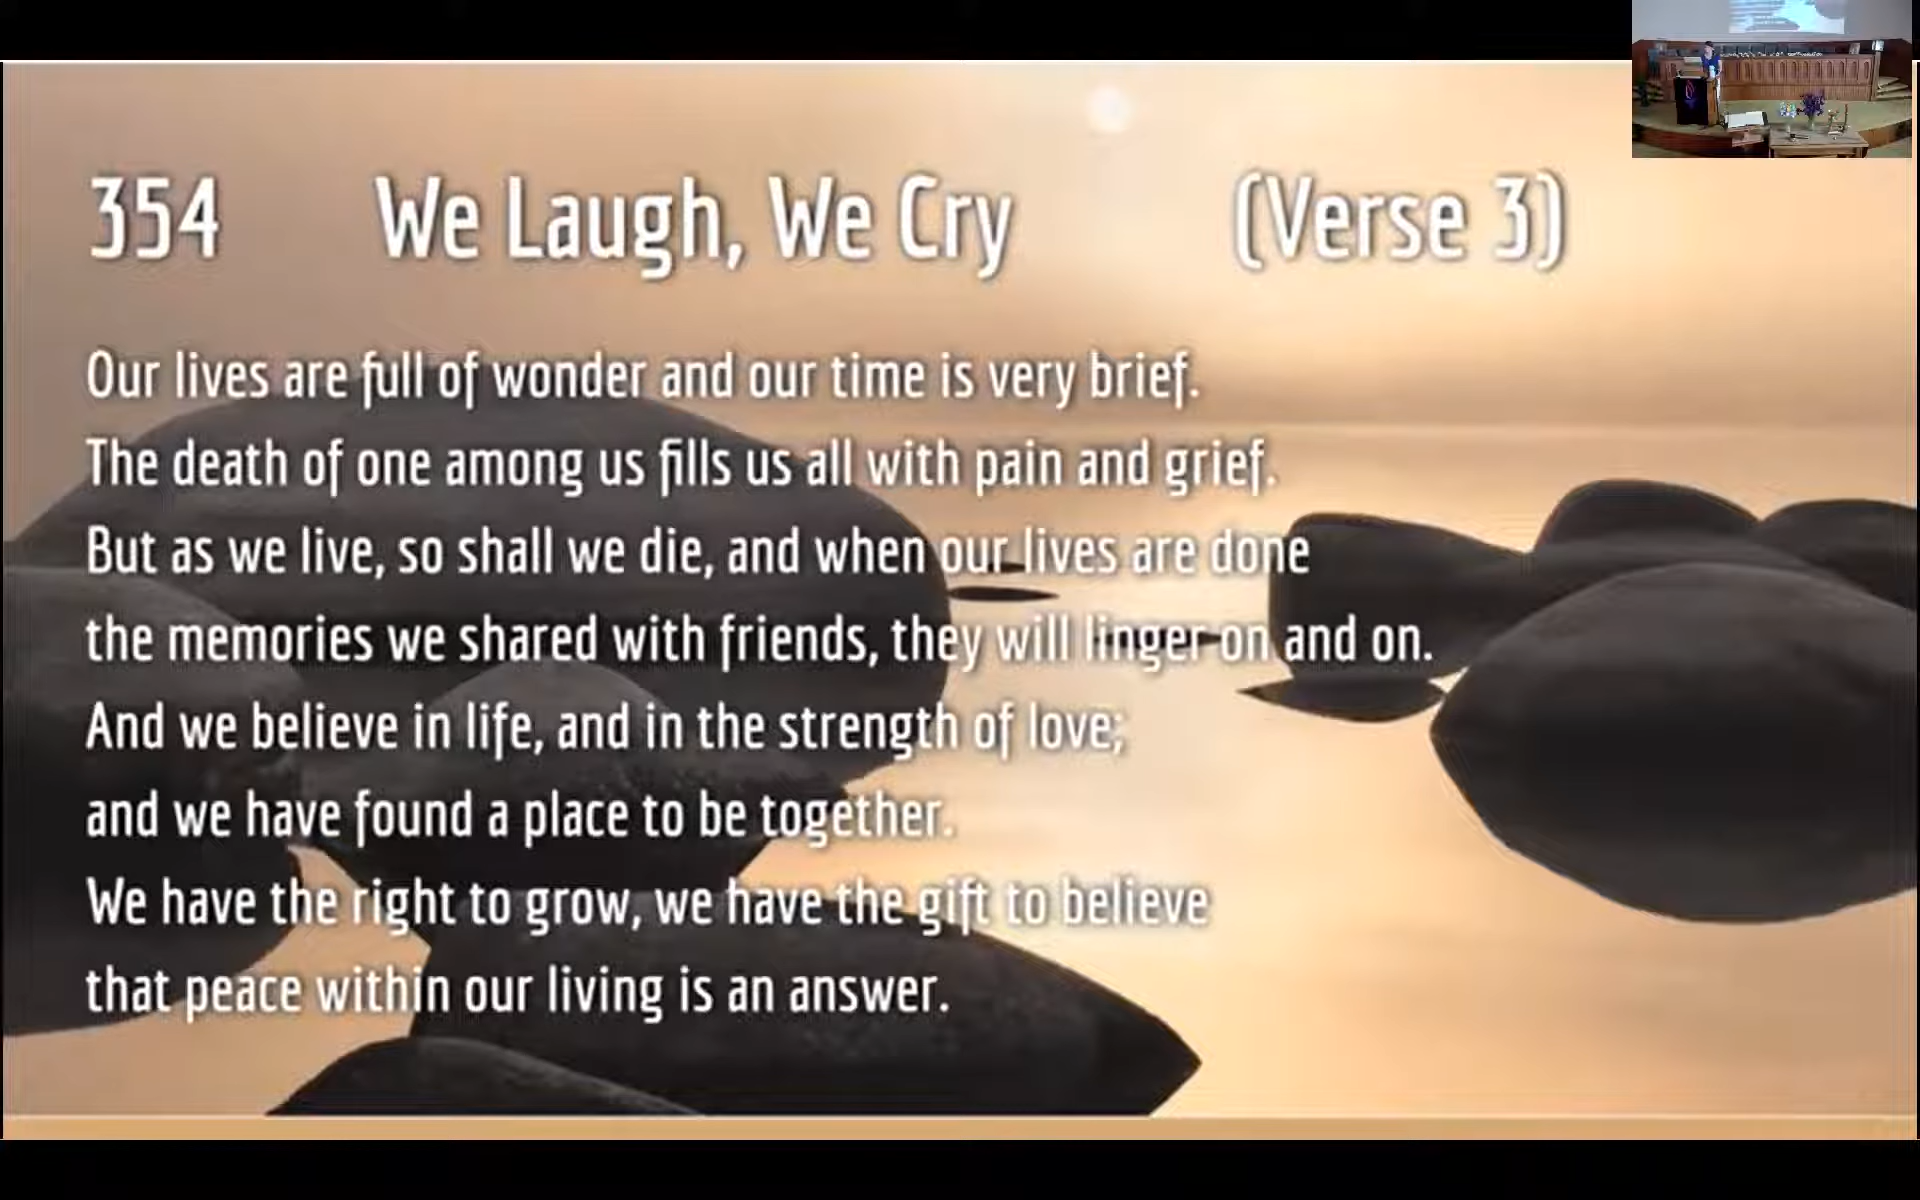 354 We Laugh, We Cry (Verse 3)
Our lives are full of wonder and our time is very brief.
The death of one among us fills us all with pain and grief.
But as we live, so shall we die, and when our lives are done
the memories we shared with friends, they will linger on and on.
And we believe in life, and in the strength of love;
and we have found a place to be together.
We have the right to grow, we have the gift to believe
that peace within our living is an answer.